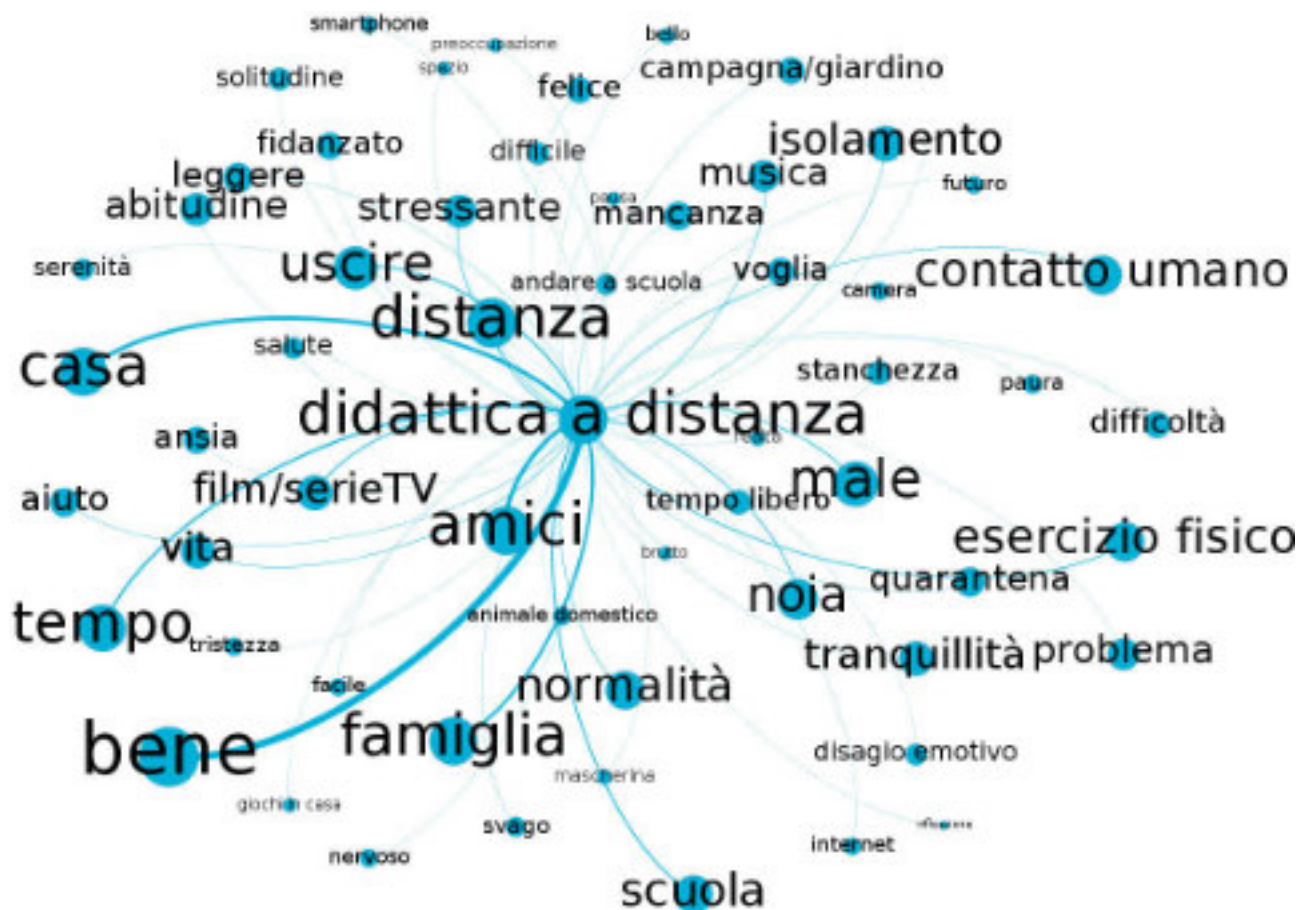 smartphone
preoccupazione
bello
spazio
campagna/giardino
solitudine
felice
fidanzato
difficile
isolamento
leggere
musica
futuro
abitudine
stressante
pausa
mancanza
serenità
uscire
andare a scuola
voglia
contatto umano
camera
distanza
casa
salute
stanchezza
paura
didattica a distanza
difficoltà
ansia
film/serieTV
male
aiuto
tempo libero
amici
vita
brutto
esercizio fisico
quarantena
noia
tempo
animale domestico
tristezza
tranquillità
problema
facile
normalità
bene
famiglia
disagio emotivo
mascherina
giochi in casa
svago
internet
nervoso
scuola